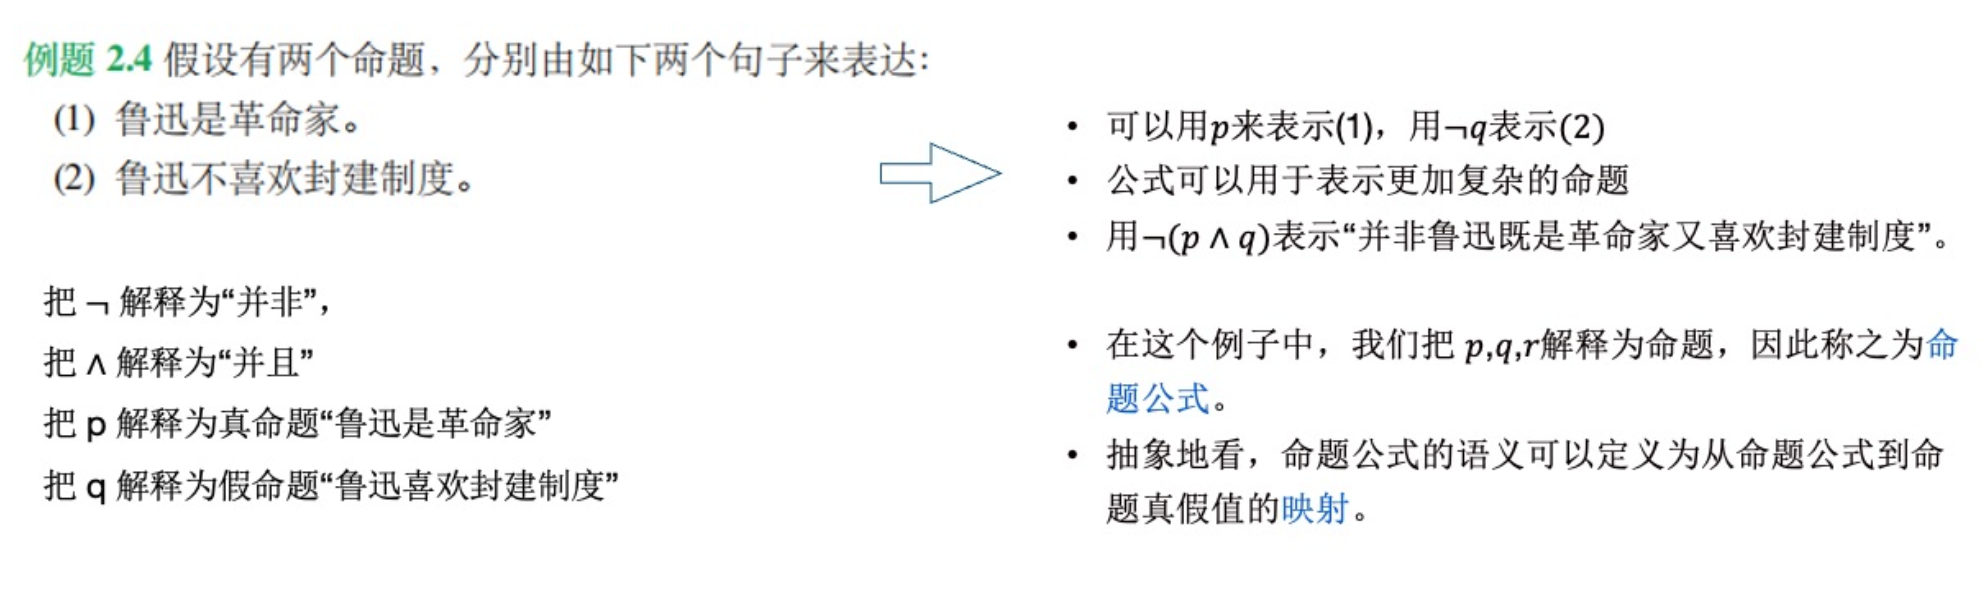 例题 2.4 假设有两个命题，分别由如下两个句子来表达：
(1) 鲁迅是革命家。
(2) 鲁迅不喜欢封建制度。
把 ¬ 解释为“并非”，
把 ∧ 解释为“并且”
把 p 解释为真命题“鲁迅是革命家”
把 q 解释为假命题“鲁迅喜欢封建制度”
• 可以用p来表示(1)，用¬q表示(2)
• 公式可以用于表示更加复杂的命题
• 用¬(p ∧ q)表示“并非鲁迅既是革命家又喜欢封建制度”。
• 在这个例子中，我们把 p,q,r解释为命题，因此称之为命
题公式。
• 抽象地看，命题公式的语义可以定义为从命题公式到命
题真假值的映射。